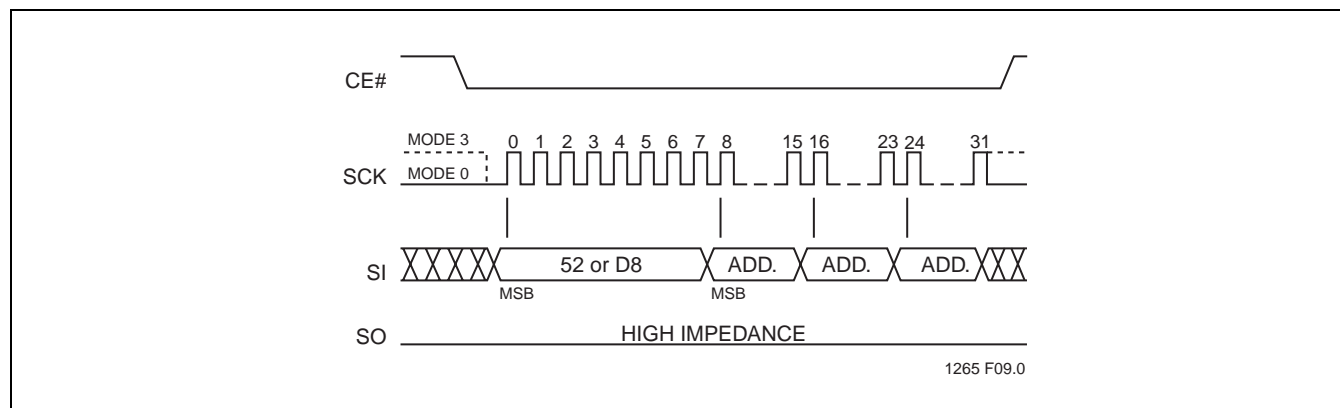 CE#
MODE 3 0 1 2 3 4 5 6 7 8 15 16 23 24 31
SCK MODE 0
SI 52 or D8 ADD. ADD. ADD.
MSB MSB
SO HIGH IMPEDANCE
1265 F09.0